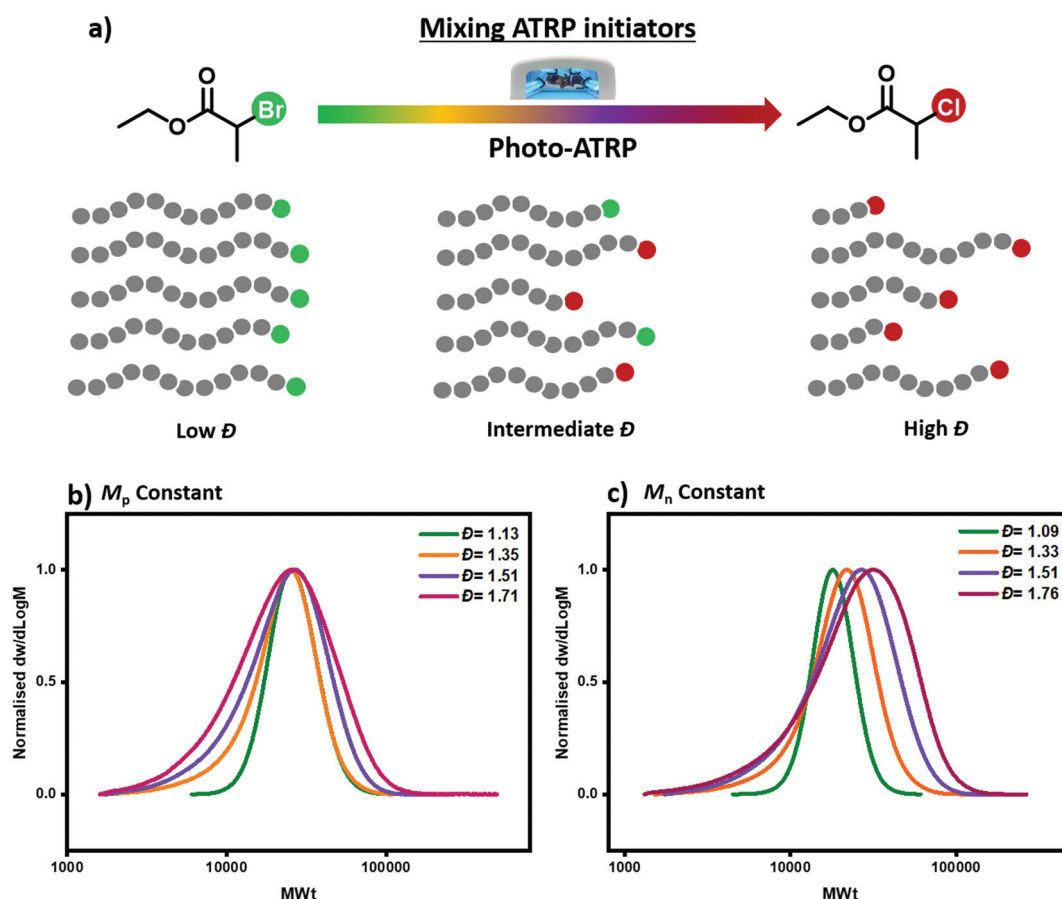 a)
Mixing ATRP initiators
O
O
Br
Photo-ATRP
O
O
Cl
Low Đ
Intermediate Đ
High Đ
b) Mp Constant
Đ= 1.13
Đ= 1.35
Đ= 1.51
Đ= 1.71
Normalised dw/dLogM
1.0
0.5
0.0
1000
10000
100000
MWt
c) Mn Constant
Đ= 1.09
Đ= 1.33
Đ= 1.51
Đ= 1.76
Normalised dw/dLogM
1.0
0.5
0.0
1000
10000
100000
MWt